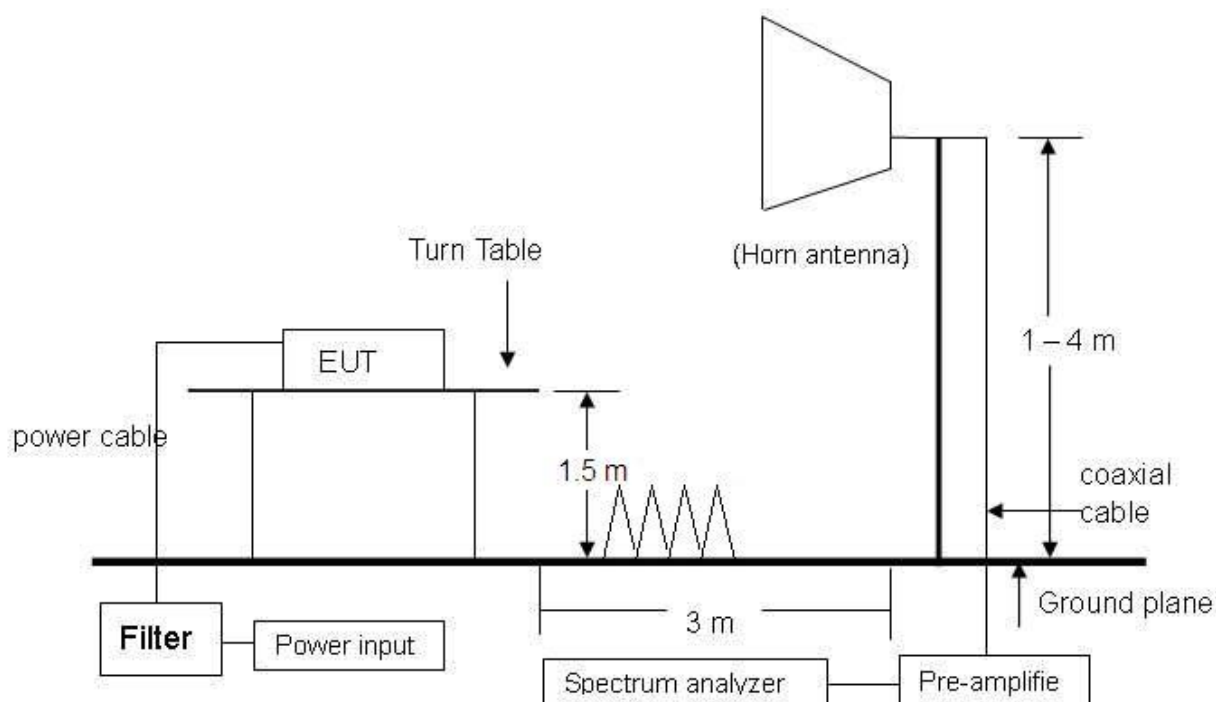 Turn Table
(Horn antenna)
EUT
1 – 4 m
power cable
1.5 m
coaxial
cable
3 m
Ground plane
Filter
Power input
Spectrum analyzer
Pre-amplifie